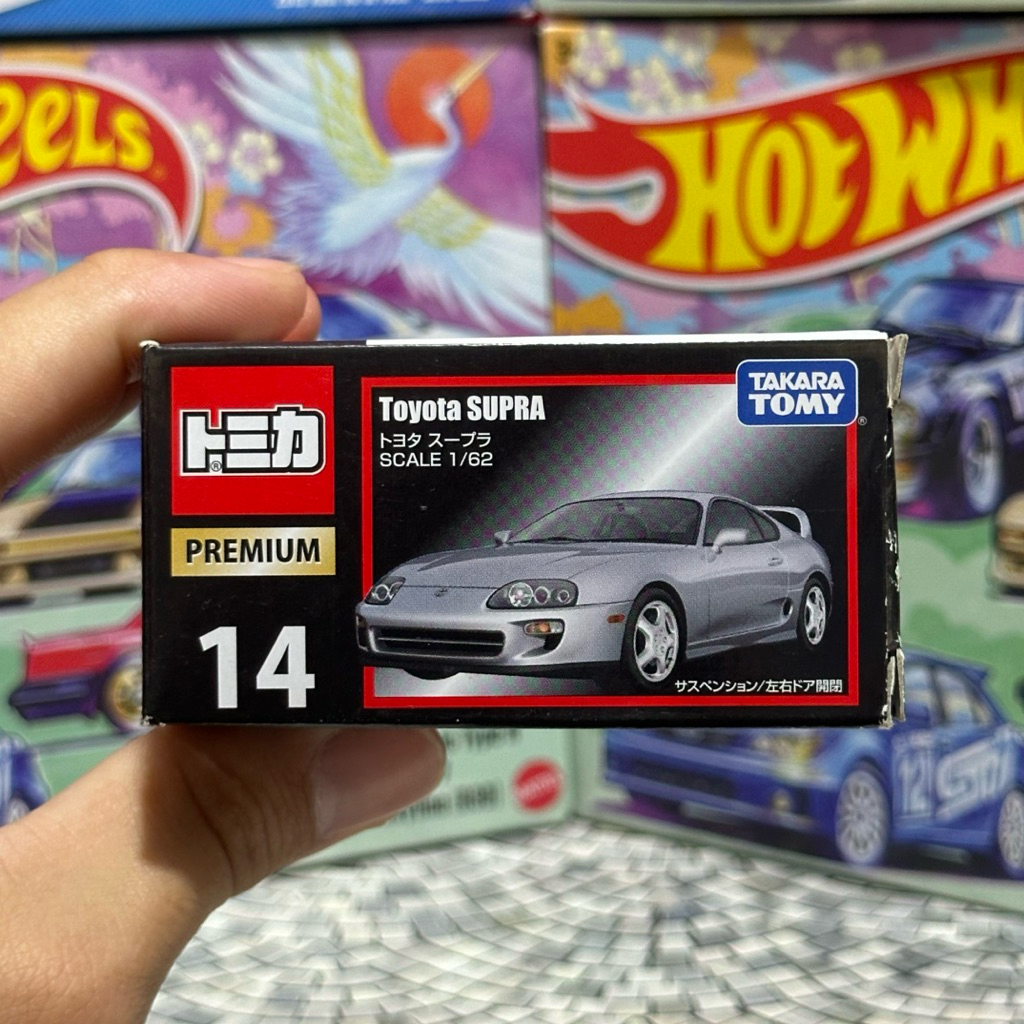 eels
HOT WH
トミカ
®
PREMIUM
14
Toyota SUPRA
トヨタ スープラ
SCALE 1/62
TAKARA
TOMY
®
サスペンション/左右ドア開閉
12
STI